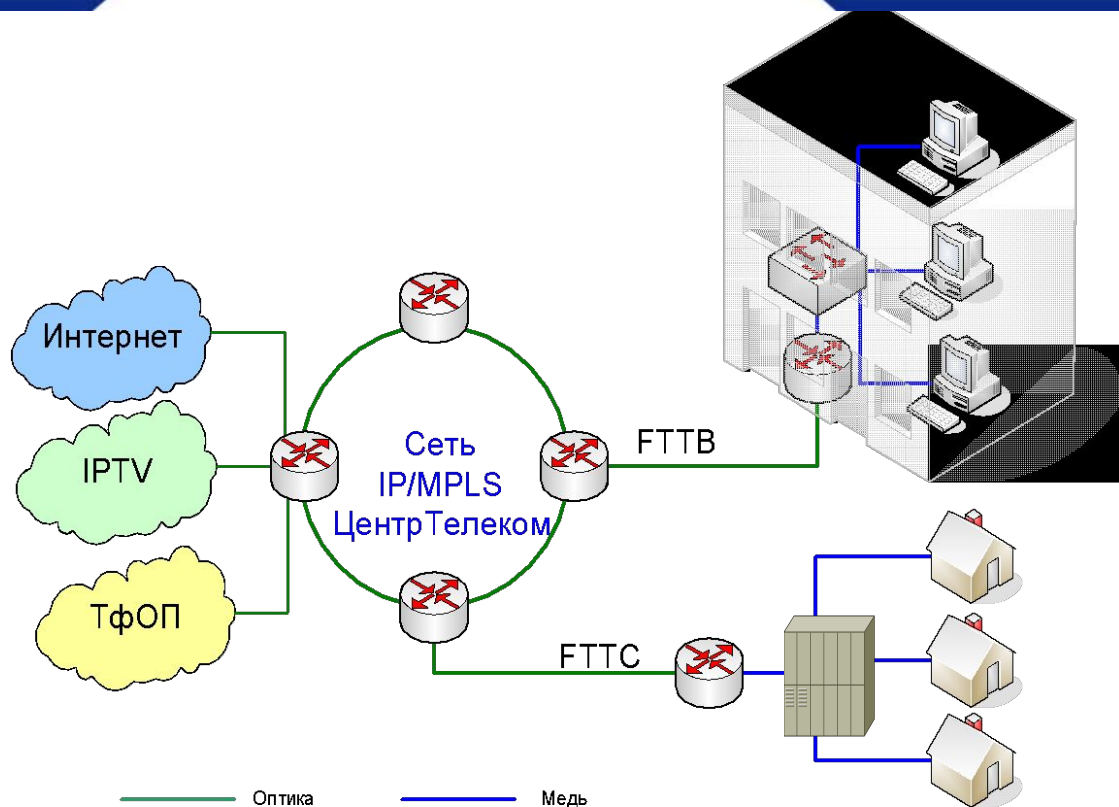 Интернет
IPTV
ТфОП
Сеть
IP/MPLS
ЦентрТелеком
FTTB
FTTC
Оптика
Медь